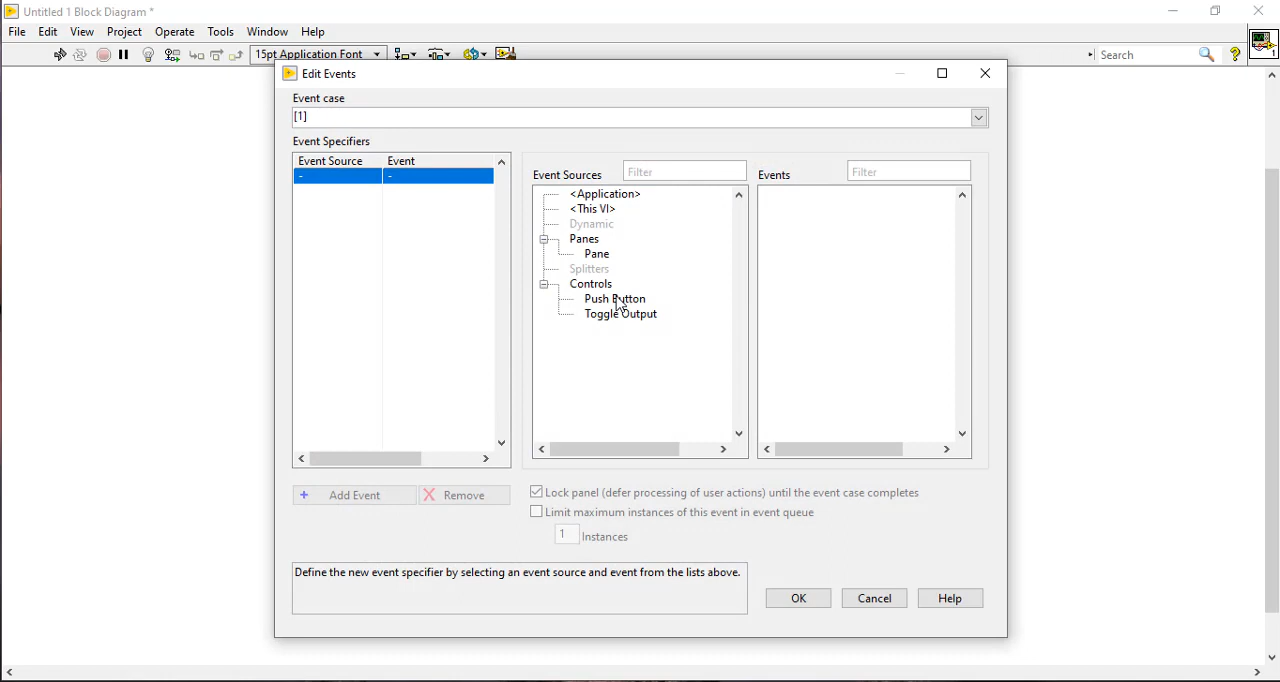 Untitled 1 Block Diagram *
File Edit View Project Operate Tools Window Help
15pt Application Font Search
1
Edit Events
Event case
[1]
Event Specifiers
Event Source Event
- -
Event Sources Filter
<Application>
<This VI>
Dynamic
Panes
Pane
Splitters
Controls
Push Button
Toggle Output
Events Filter
Add Event Remove
Lock panel (defer processing of user actions) until the event case completes
Limit maximum instances of this event in event queue
1 Instances
Define the new event specifier by selecting an event source and event from the lists above.
OK Cancel Help